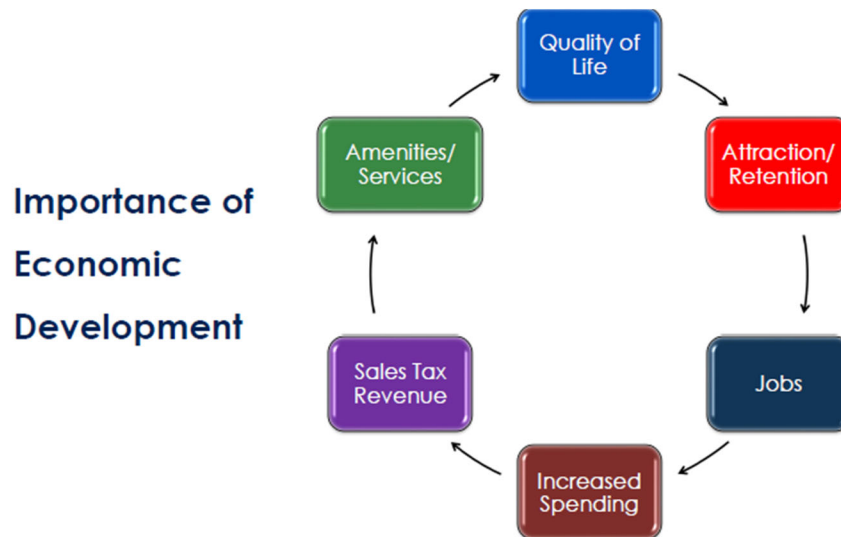 Importance of
Economic
Development
Quality of
Life
Attraction/
Retention
Jobs
Increased
Spending
Sales Tax
Revenue
Amenities/
Services